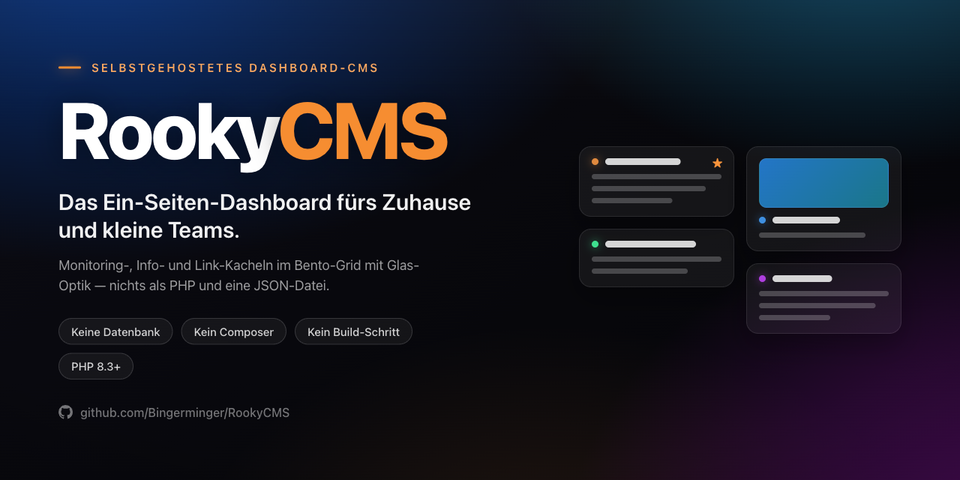 SELBSTGEHOSTETES DASHBOARD-CMS
RookyCMS
Das Ein-Seiten-Dashboard fürs Zuhause
und kleine Teams.
Monitoring-, Info- und Link-Kacheln im Bento-Grid mit Glas-
Optik — nichts als PHP und eine JSON-Datei.
Keine Datenbank
Kein Composer
Kein Build-Schritt
PHP 8.3+
github.com/Bingerminger/RookyCMS